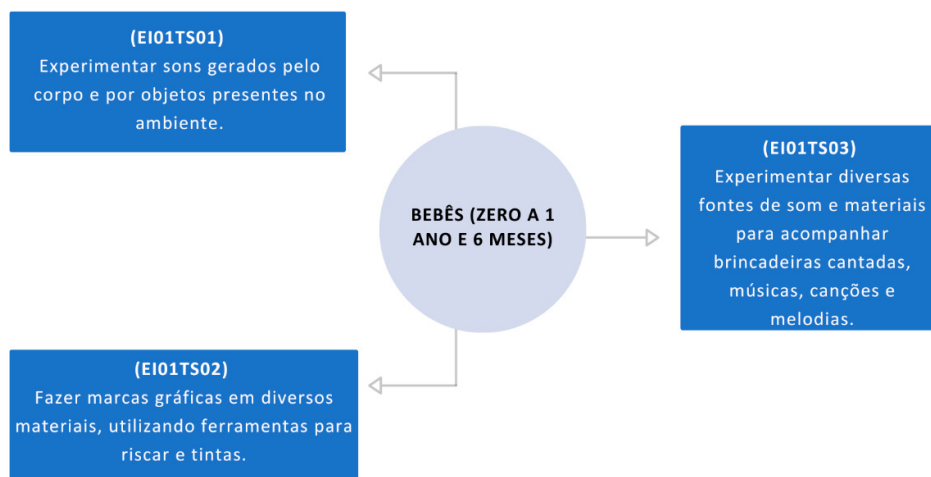 (EI01TS01)
Experimentar sons gerados pelo
corpo e por objetos presentes no
ambiente.
BEBÊS (ZERO A 1
ANO E 6 MESES)
(EI01TS03)
Experimentar diversas
fontes de som e materiais
para acompanhar
brincadeiras cantadas,
músicas, canções e
melodias.
(EI01TS02)
Fazer marcas gráficas em diversos
materiais, utilizando ferramentas para
riscar e tintas.